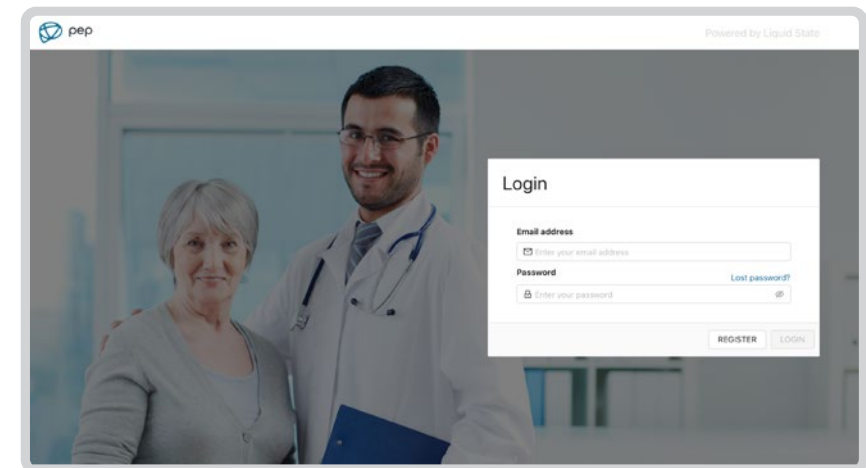 pep
Powered by Liquid State
Login
Email address
Enter your email address
Password
Lost password?
Enter your password
REGISTER
LOGIN